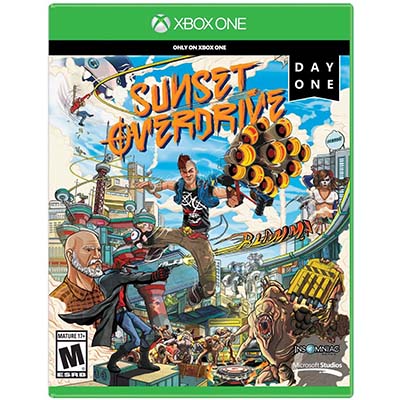 XBOX ONE
ONLY ON XBOX ONE
DAY
ONE
SUNSET
OVERDRIVE
MATURE 17+
M
ESRB
INSOMNIAC
Microsoft Studios